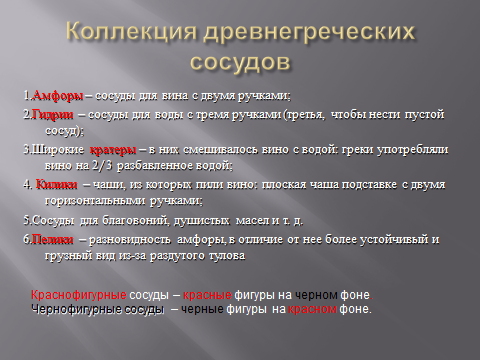 Коллекция древнегреческих
сосудов
1.Амфоры – сосуды для вина с двумя ручками;
2.Гидрии – сосуды для воды с тремя ручками (третья, чтобы нести пустой
сосуд);
3.Широкие кратеры – в них смешивалось вино с водой: греки употребляли
вино на 2/3 разбавленное водой;
4. Килики – чаши, из которых пили вино: плоская чаша подставке с двумя
горизонтальными ручками;
5.Сосуды для благовоний, душистых масел и т. д.
6.Пелики – разновидность амфоры, в отличие от нее более устойчивый и
грузный вид из-за раздутого тулова
Краснофигурные сосуды – красные фигуры на черном фоне
Чернофигурные сосуды – черные фигуры на красном фоне.